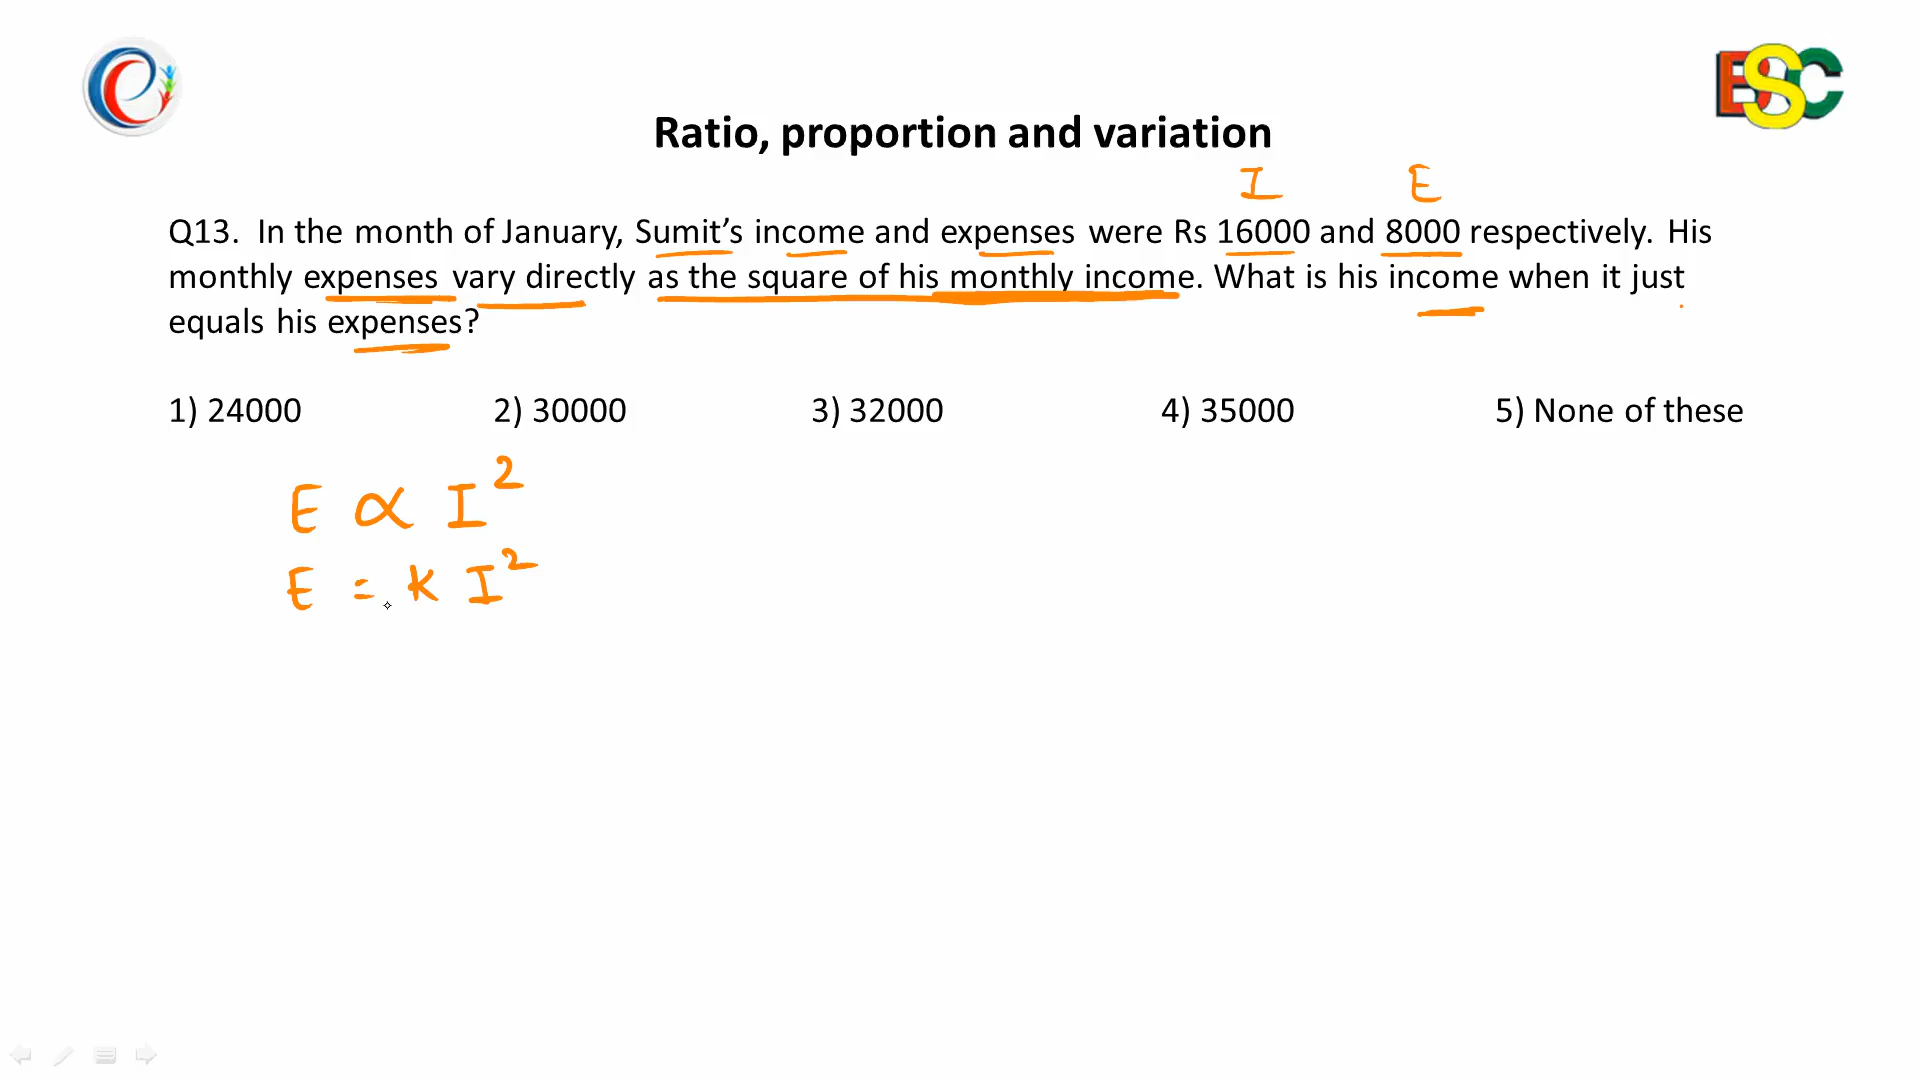 ESC
Ratio, proportion and variation
I E
Q13. In the month of January, Sumit’s income and expenses were Rs 16000 and 8000 respectively. His
monthly expenses vary directly as the square of his monthly income. What is his income when it just
equals his expenses?
1) 24000 2) 30000 3) 32000 4) 35000 5) None of these
E ∝ I²
E = K I²